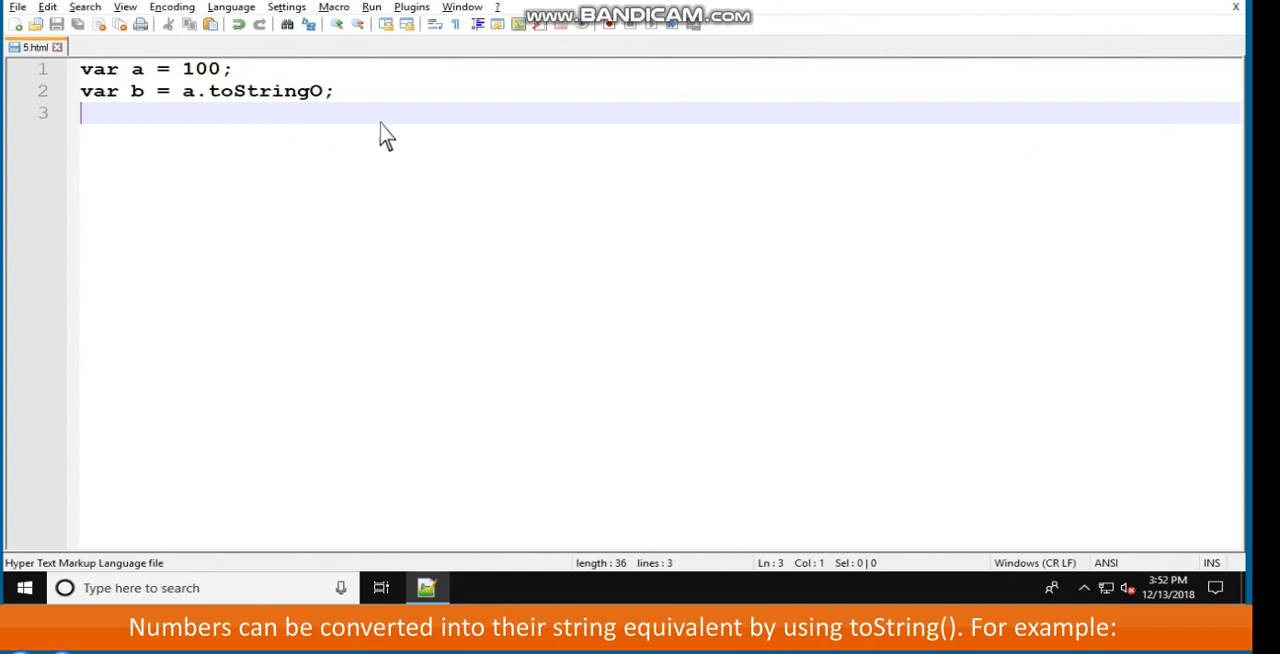 File Edit Search View Encoding Language Settings Macro Run Plugins Window ? www.BANDICAM.com X
5.html
1 var a = 100;
2 var b = a.toStringO;
3
Hyper Text Markup Language file length : 36 lines : 3 Ln : 3 Col : 1 Sel : 0 | 0 Windows (CR LF) ANSI INS
Type here to search 3:52 PM
12/13/2018
Numbers can be converted into their string equivalent by using toString(). For example: